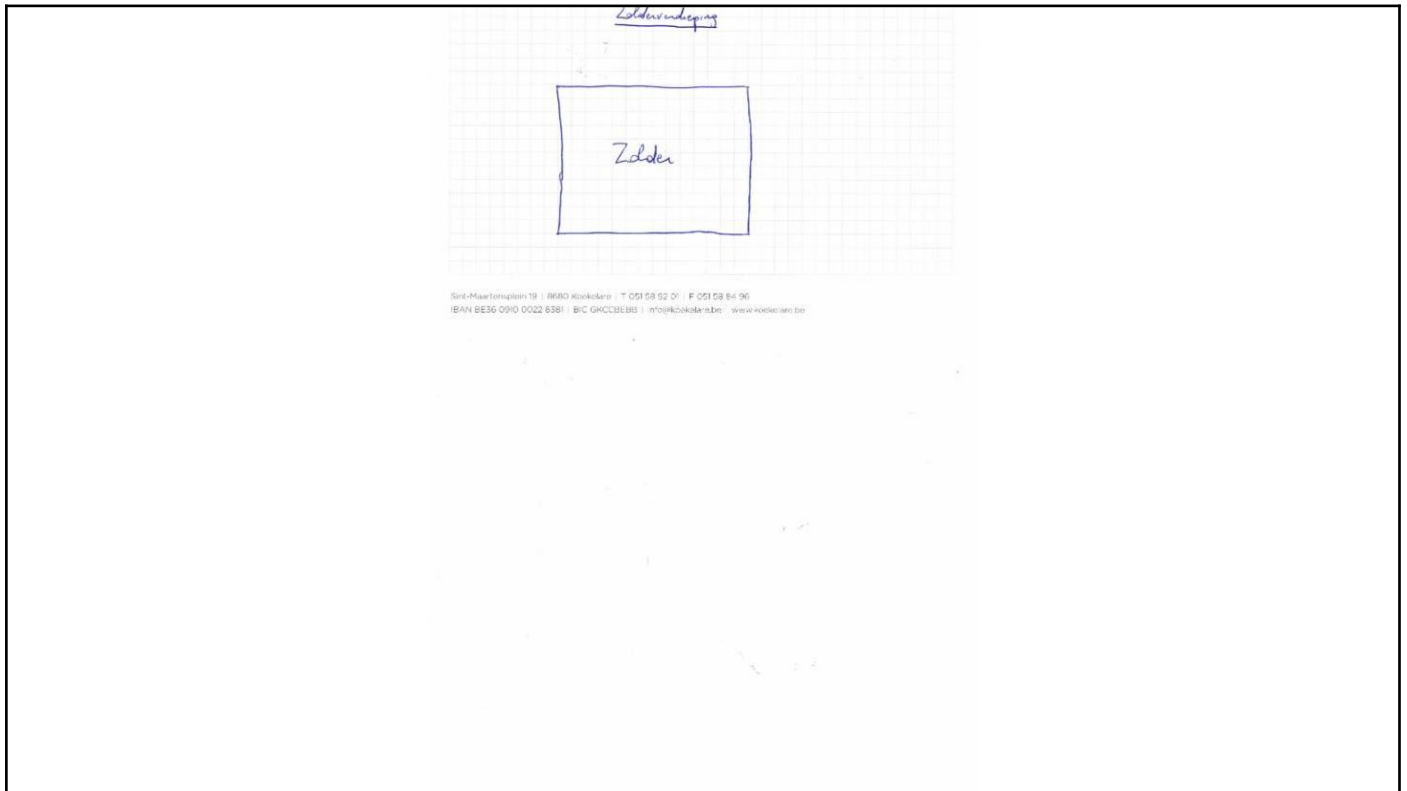 Zolderverdieping
Zolder
Sint-Maartensplein 19 | 8680 Koekelare | T 051 58 92 01 | F 051 58 84 96
IBAN BE36 0910 0022 8381 | BIC GKCCBEBB | info@koekelare.be www.koekelare.be